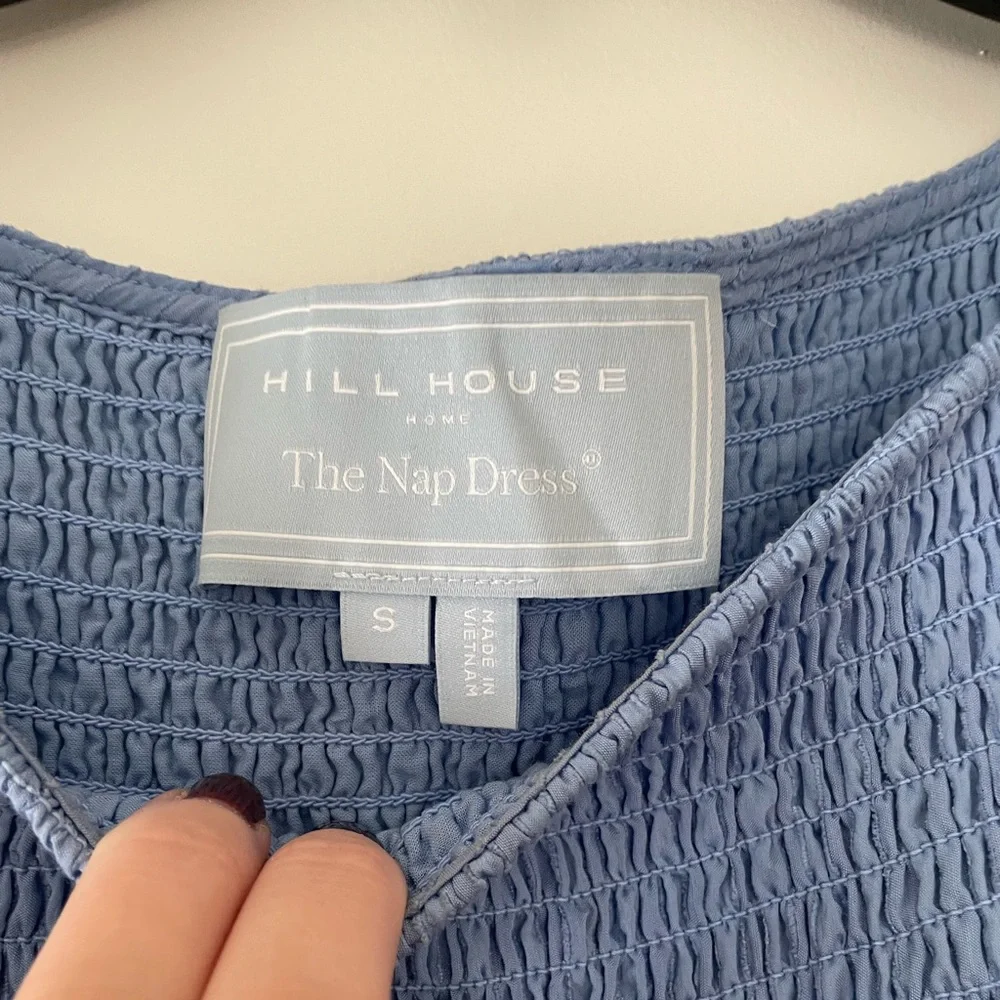 HILL HOUSE
HOME
The Nap Dress®
S
MADE IN
VIETNAM